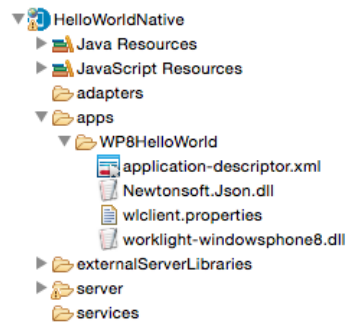 HelloWorldNative
Java Resources
JavaScript Resources
adapters
apps
WP8HelloWorld
application-descriptor.xml
Newtonsoft.Json.dll
wlclient.properties
worklight-windowsphone8.dll
externalServerLibraries
server
services